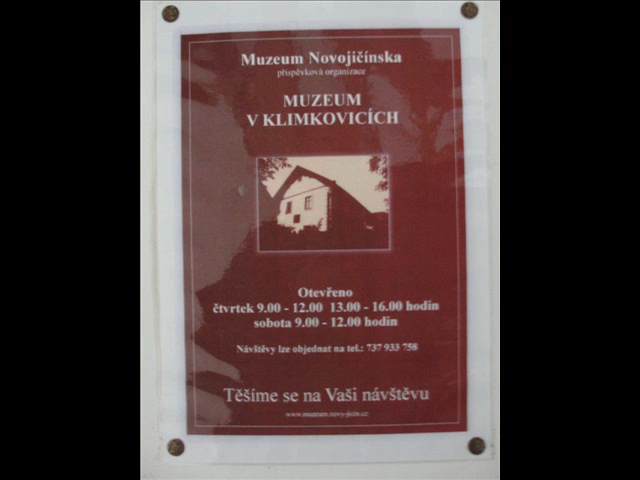 Muzeum Novojičínska
příspěvková organizace
MUZEUM
V KLIMKOVICÍCH
Otevřeno
čtvrtek 9.00 - 12.00 13.00 - 16.00 hodin
sobota 9.00 - 12.00 hodin
Návštěvy lze objednat na tel.: 737 933 758
Těšíme se na Vaši návštěvu
www.muzeum.novy-jicin.cz